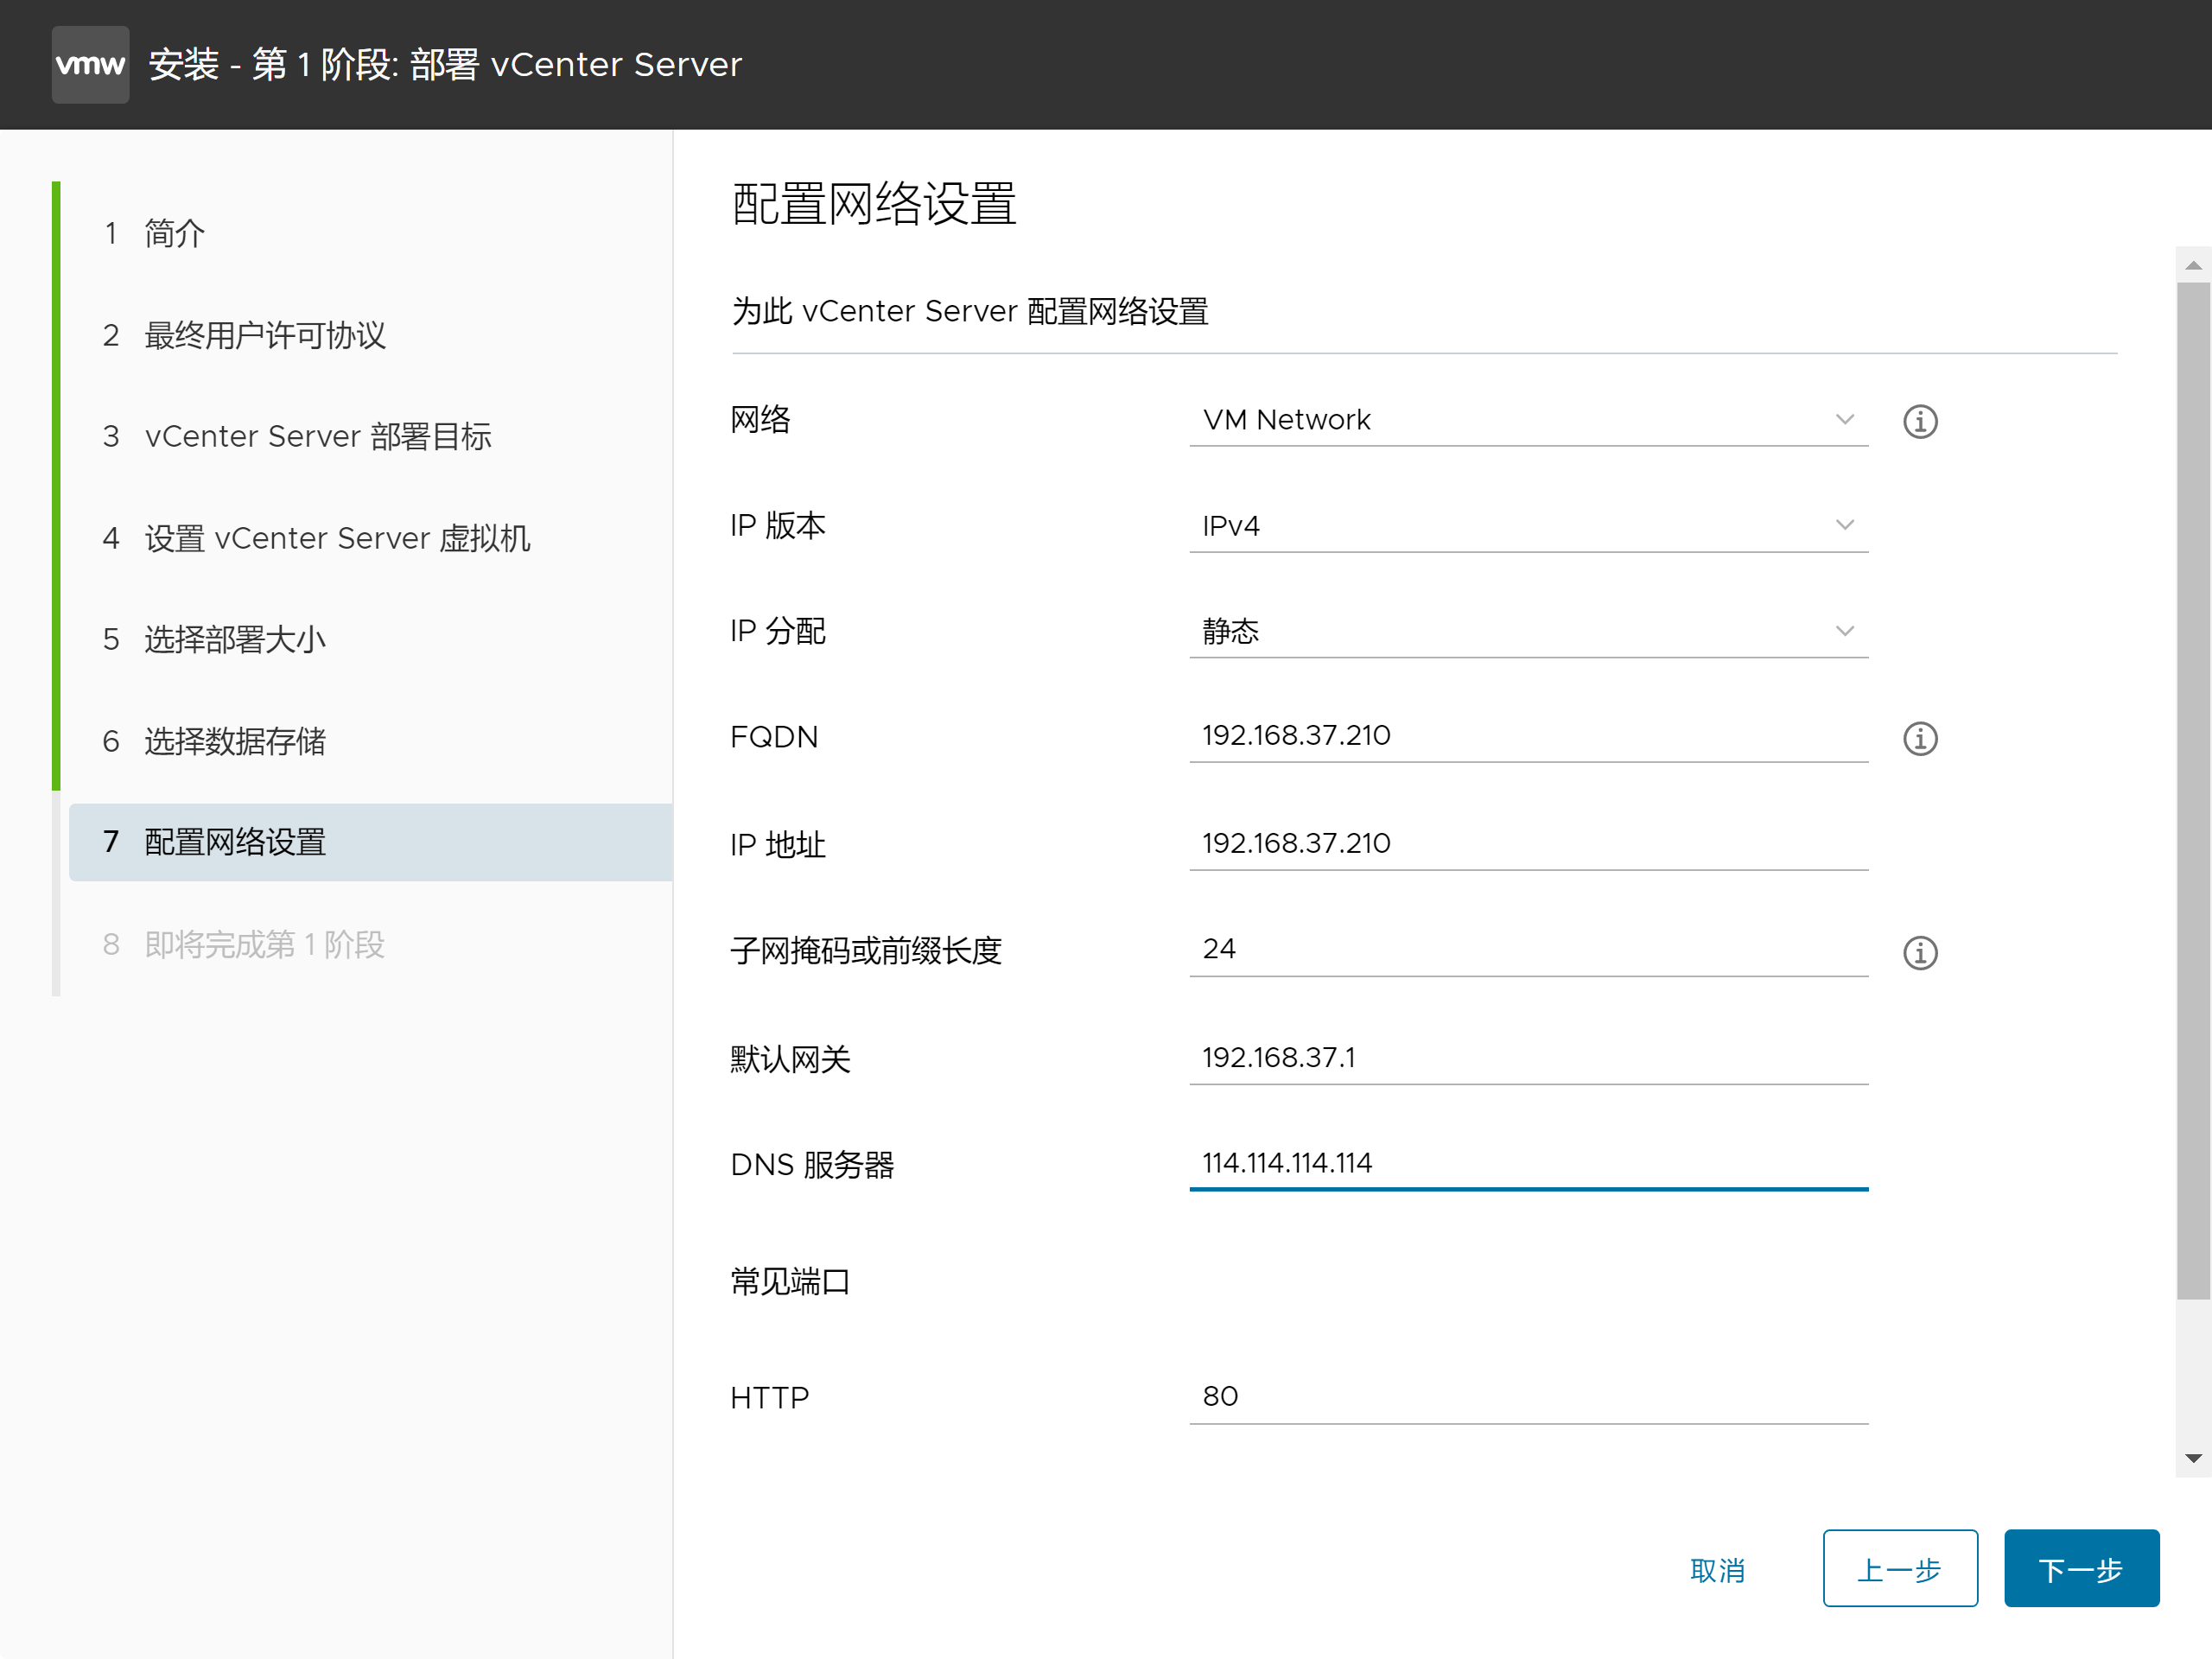 vmw 安装 - 第 1 阶段: 部署 vCenter Server
1 简介
2 最终用户许可协议
3 vCenter Server 部署目标
4 设置 vCenter Server 虚拟机
5 选择部署大小
6 选择数据存储
7 配置网络设置
8 即将完成第 1 阶段
配置网络设置
为此 vCenter Server 配置网络设置
网络 VM Network
IP 版本 IPv4
IP 分配 静态
FQDN 192.168.37.210
IP 地址 192.168.37.210
子网掩码或前缀长度 24
默认网关 192.168.37.1
DNS 服务器 114.114.114.114
常见端口
HTTP 80
取消 上一步 下一步